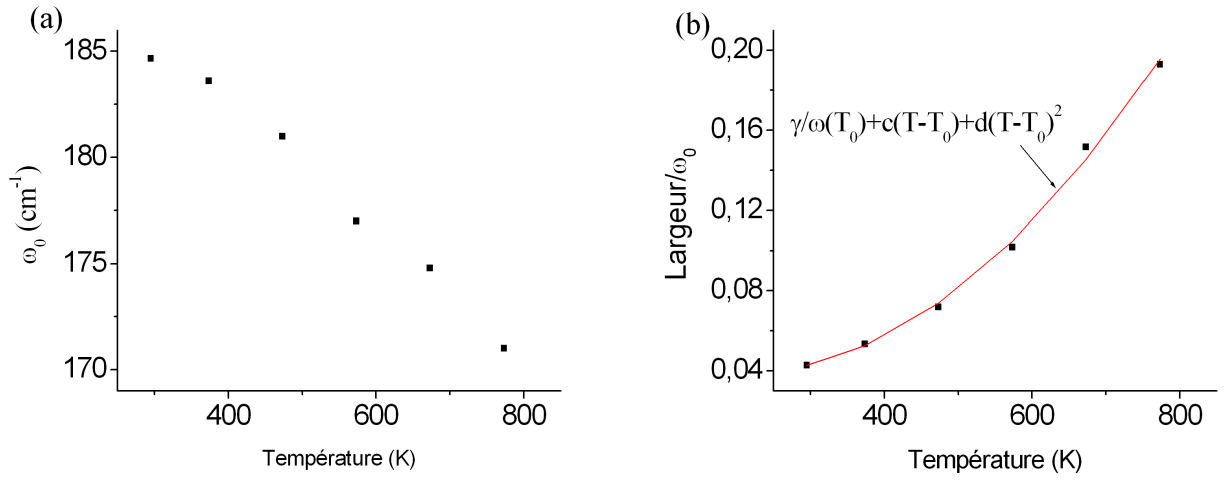 (a)
185
180
175
170
ω₀ (cm⁻¹)
400
600
800
Température (K)
(b)
0,20
0,16
0,12
0,08
0,04
Largeur/ω₀
γ/ω(T₀)+c(T-T₀)+d(T-T₀)²
400
600
800
Température (K)